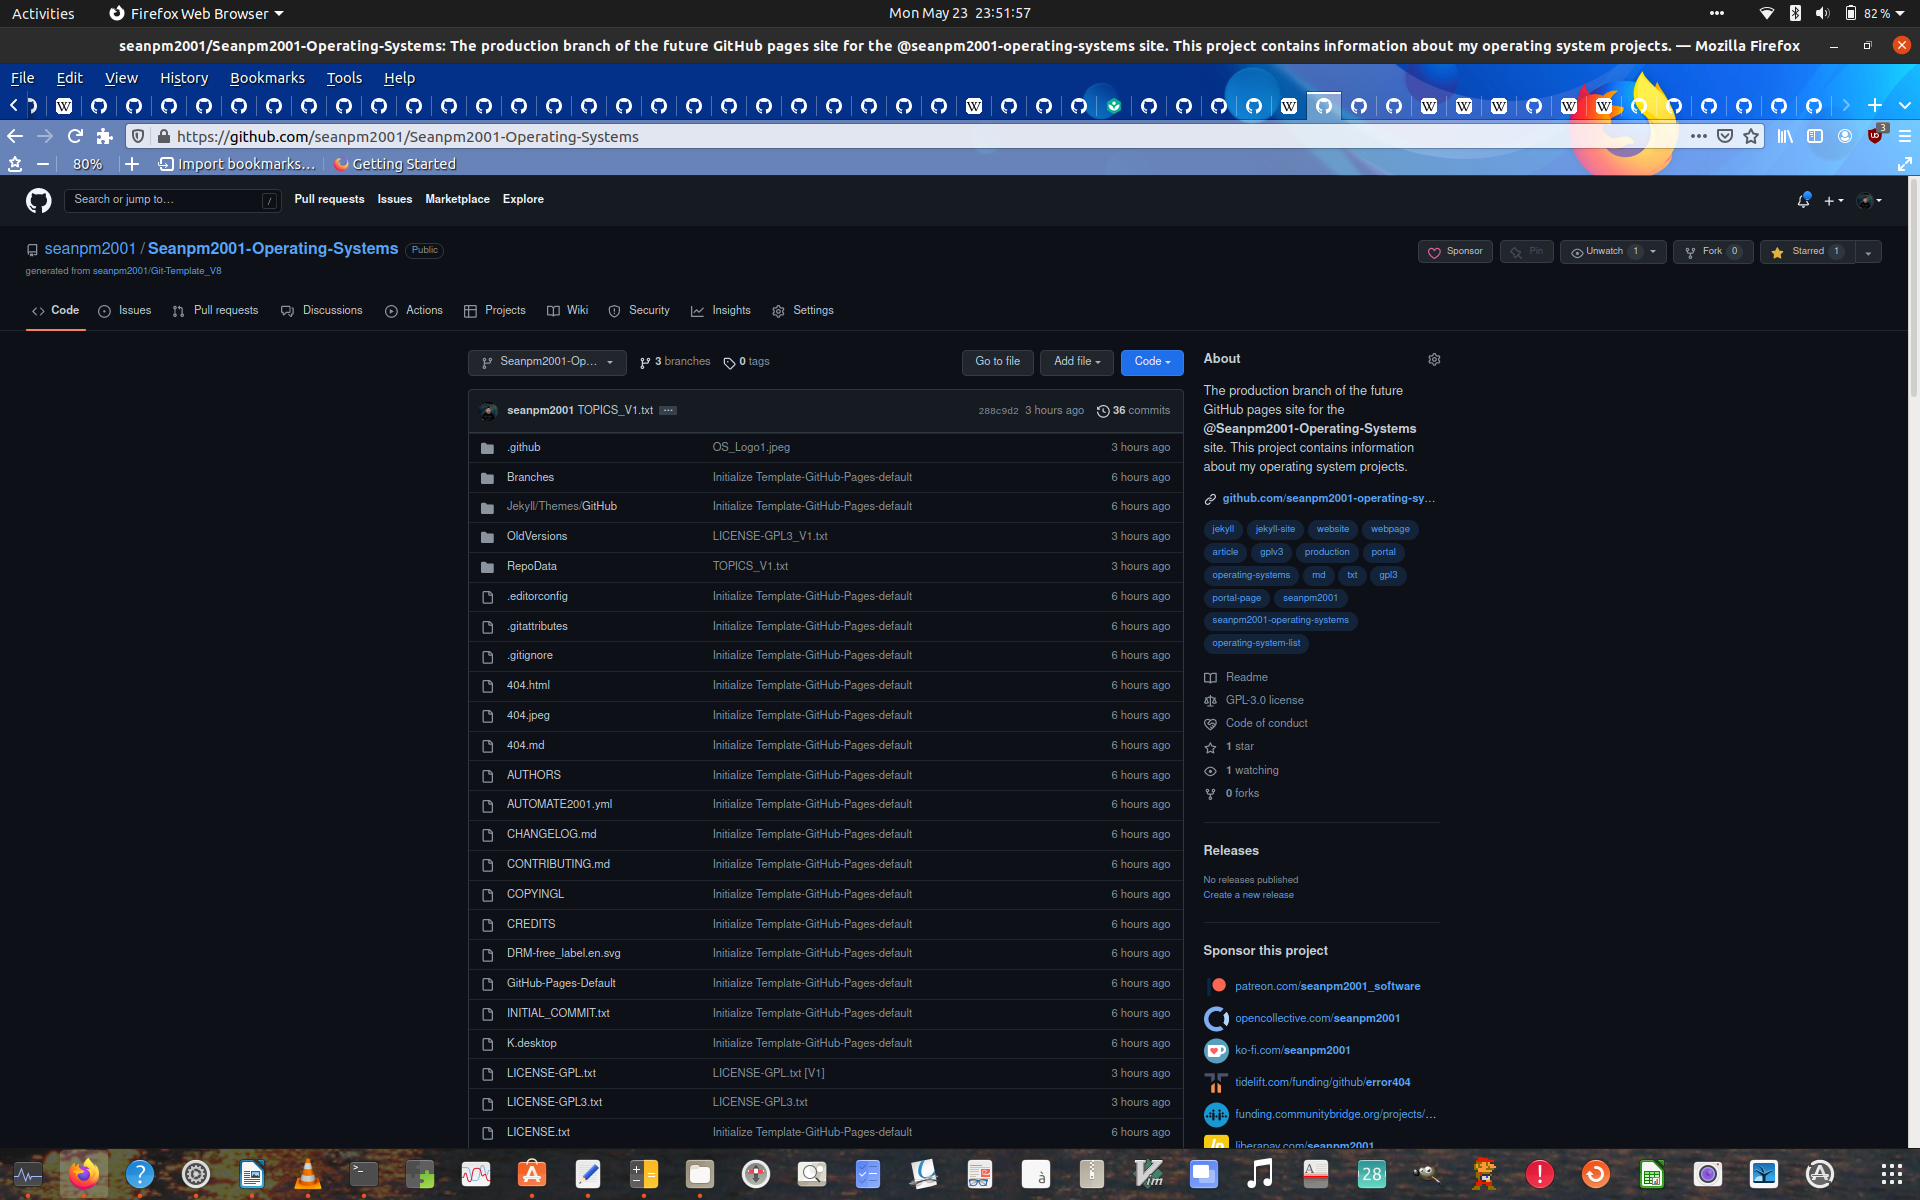 Activities
Firefox Web Browser
Mon May 23 23:51:57
82 %
seanpm2001/Seanpm2001-Operating-Systems: The production branch of the future GitHub pages site for the @seanpm2001-operating-systems site. This project contains information about my operating system projects. — Mozilla Firefox
File Edit View History Bookmarks Tools Help
https://github.com/seanpm2001/Seanpm2001-Operating-Systems
3
80%
Import bookmarks...
Getting Started
Search or jump to...
/
Pull requests Issues Marketplace Explore
seanpm2001 / Seanpm2001-Operating-Systems Public
generated from seanpm2001/Git-Template_V8
Sponsor
Pin
Unwatch 1
Fork 0
Starred 1
Code Issues Pull requests Discussions Actions Projects Wiki Security Insights Settings
Seanpm2001-Op...
3 branches
0 tags
Go to file
Add file
Code
seanpm2001 TOPICS_V1.txt ... 288c9d2 3 hours ago 36 commits
.github OS_Logo1.jpeg 3 hours ago
Branches Initialize Template-GitHub-Pages-default 6 hours ago
Jekyll/Themes/GitHub Initialize Template-GitHub-Pages-default 6 hours ago
OldVersions LICENSE-GPL3_V1.txt 3 hours ago
RepoData TOPICS_V1.txt 3 hours ago
.editorconfig Initialize Template-GitHub-Pages-default 6 hours ago
.gitattributes Initialize Template-GitHub-Pages-default 6 hours ago
.gitignore Initialize Template-GitHub-Pages-default 6 hours ago
404.html Initialize Template-GitHub-Pages-default 6 hours ago
404.jpeg Initialize Template-GitHub-Pages-default 6 hours ago
404.md Initialize Template-GitHub-Pages-default 6 hours ago
AUTHORS Initialize Template-GitHub-Pages-default 6 hours ago
AUTOMATE2001.yml Initialize Template-GitHub-Pages-default 6 hours ago
CHANGELOG.md Initialize Template-GitHub-Pages-default 6 hours ago
CONTRIBUTING.md Initialize Template-GitHub-Pages-default 6 hours ago
COPYINGL Initialize Template-GitHub-Pages-default 6 hours ago
CREDITS Initialize Template-GitHub-Pages-default 6 hours ago
DRM-free_label.en.svg Initialize Template-GitHub-Pages-default 6 hours ago
GitHub-Pages-Default Initialize Template-GitHub-Pages-default 6 hours ago
INITIAL_COMMIT.txt Initialize Template-GitHub-Pages-default 6 hours ago
K.desktop Initialize Template-GitHub-Pages-default 6 hours ago
LICENSE-GPL.txt LICENSE-GPL.txt [V1] 3 hours ago
LICENSE-GPL3.txt LICENSE-GPL3.txt 3 hours ago
LICENSE.txt Initialize Template-GitHub-Pages-default 6 hours ago
About
The production branch of the future
GitHub pages site for the
@Seanpm2001-Operating-Systems
site. This project contains information
about my operating system projects.
github.com/seanpm2001-operating-sy...
jekyll jekyll-site website webpage
article gplv3 production portal
operating-systems md txt gpl3
portal-page seanpm2001
seanpm2001-operating-systems
operating-system-list
Readme
GPL-3.0 license
Code of conduct
1 star
1 watching
0 forks
Releases
No releases published
Create a new release
Sponsor this project
patreon.com/seanpm2001_software
opencollective.com/seanpm2001
ko-fi.com/seanpm2001
tidelift.com/funding/github/error404
funding.communitybridge.org/projects/...
liberapay.com/seanpm2001
28